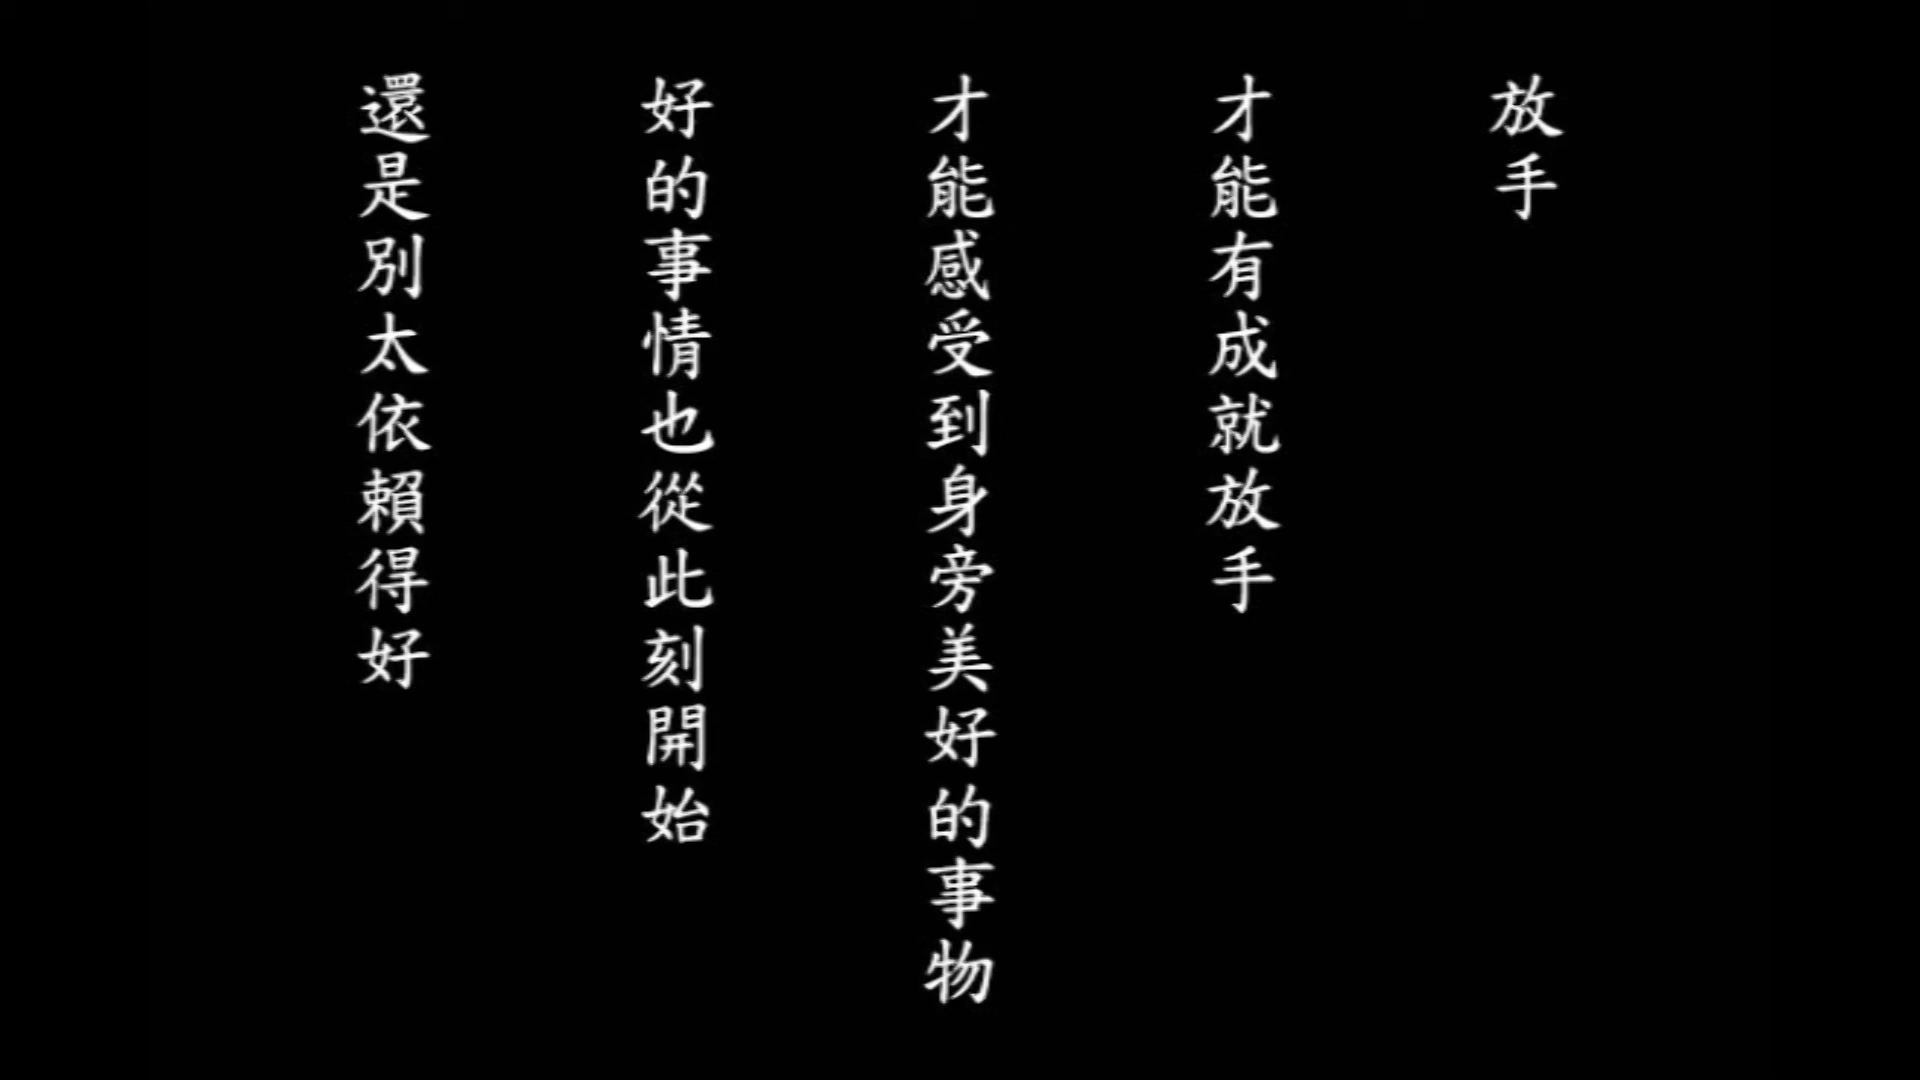 放手
才能有成就放手
才能感受到身旁美好的事物
好的事情也從此刻開始
還是別太依賴得好